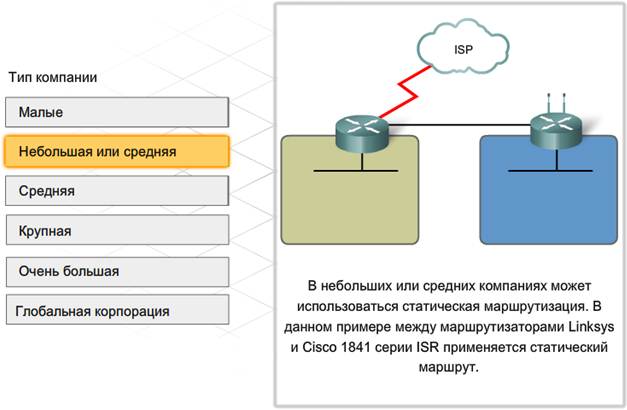 Тип компании
Малые
Небольшая или средняя
Средняя
Крупная
Очень большая
Глобальная корпорация
ISP
В небольших или средних компаниях может
использоваться статическая маршрутизация. В
данном примере между маршрутизаторами Linksys
и Cisco 1841 серии ISR применяется статический
маршрут.